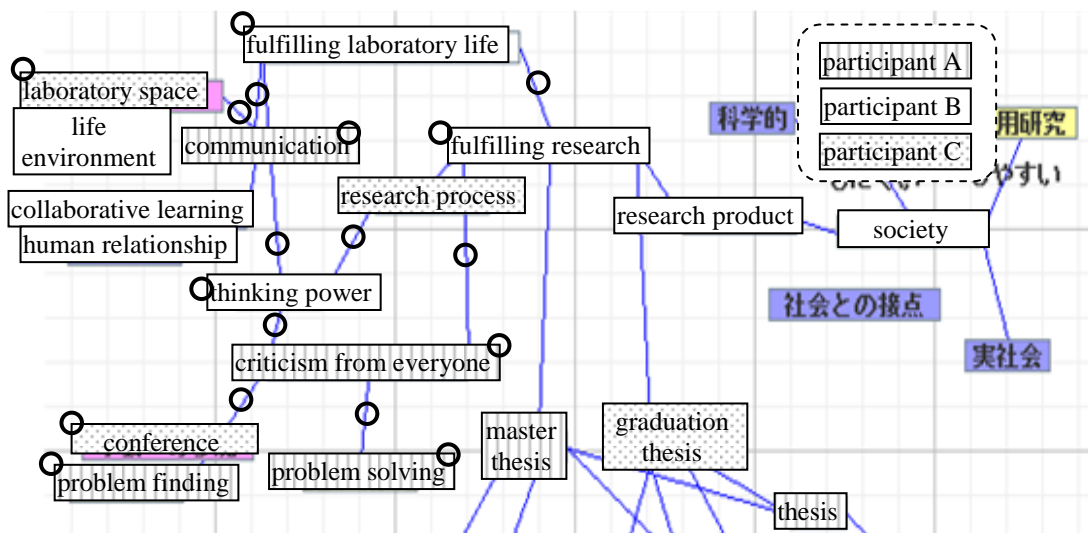 fulfilling laboratory life
participant A
laboratory space
participant B
科学的
用研究
life
environment
communication
fulfilling research
participant C
やすい
research process
collaborative learning
research product
human relationship
society
thinking power
社会との接点
criticism from everyone
実社会
master
thesis
graduation
thesis
conference
problem solving
problem finding
thesis